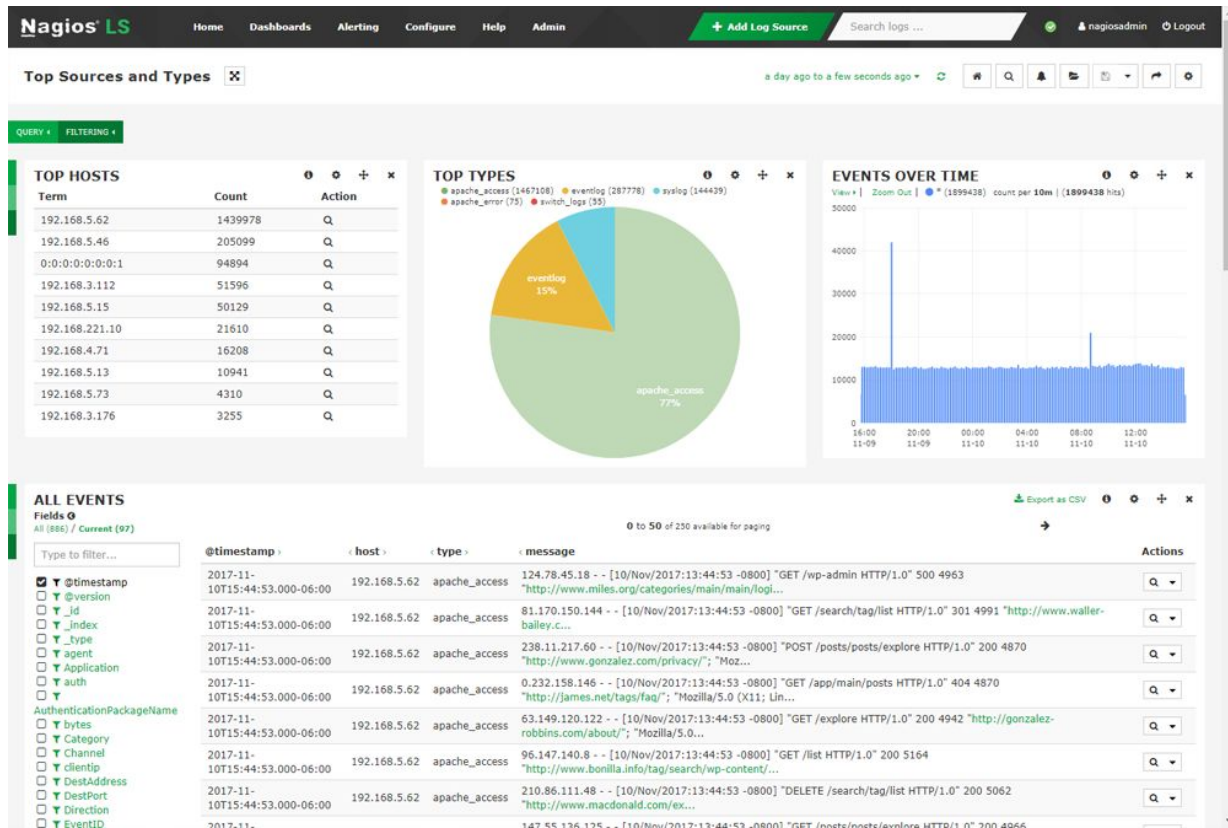 Nagios® LS Home Dashboards Alerting Configure Help Admin + Add Log Source Search logs ... nagiosadmin Logout
Top Sources and Types a day ago to a few seconds ago
QUERY FILTERING
TOP HOSTS
Term Count Action
192.168.5.62 1439978
192.168.5.46 205099
0:0:0:0:0:0:0:1 94894
192.168.3.112 51596
192.168.5.15 50129
192.168.221.10 21610
192.168.4.71 16208
192.168.5.13 10941
192.168.5.73 4310
192.168.3.176 3255
TOP TYPES
apache_access (1467108) eventlog (287778) syslog (144439)
apache_error (75) switch_logs (55)
eventlog
15%
apache_access
77%
EVENTS OVER TIME
View | Zoom Out | * (1899438) count per 10m | (1899438 hits)
50000
40000
30000
20000
10000
0
16:00 20:00 00:00 04:00 08:00 12:00
11-09 11-09 11-10 11-10 11-10 11-10
ALL EVENTS
Export as CSV
Fields
All (886) / Current (97)
0 to 50 of 250 available for paging
Type to filter...
@timestamp
@version
_id
_index
_type
agent
Application
auth
AuthenticationPackageName
bytes
Category
Channel
clientip
DestAddress
DestPort
Direction
EventID
@timestamp host type message Actions
2017-11-
10T15:44:53.000-06:00 192.168.5.62 apache_access 124.78.45.18 - - [10/Nov/2017:13:44:53 -0800] "GET /wp-admin HTTP/1.0" 500 4963
"http://www.miles.org/categories/main/main/logi...
2017-11-
10T15:44:53.000-06:00 192.168.5.62 apache_access 81.170.150.144 - - [10/Nov/2017:13:44:53 -0800] "GET /search/tag/list HTTP/1.0" 301 4991 "http://www.waller-
bailey.c...
2017-11-
10T15:44:53.000-06:00 192.168.5.62 apache_access 238.11.217.60 - - [10/Nov/2017:13:44:53 -0800] "POST /posts/posts/explore HTTP/1.0" 200 4870
"http://www.gonzalez.com/privacy/"; "Moz...
2017-11-
10T15:44:53.000-06:00 192.168.5.62 apache_access 0.232.158.146 - - [10/Nov/2017:13:44:53 -0800] "GET /app/main/posts HTTP/1.0" 404 4870
"http://james.net/tags/faq/"; "Mozilla/5.0 (X11; Lin...
2017-11-
10T15:44:53.000-06:00 192.168.5.62 apache_access 63.149.120.122 - - [10/Nov/2017:13:44:53 -0800] "GET /explore HTTP/1.0" 200 4942 "http://gonzalez-
robbins.com/about/"; "Mozilla/5.0...
2017-11-
10T15:44:53.000-06:00 192.168.5.62 apache_access 96.147.140.8 - - [10/Nov/2017:13:44:53 -0800] "GET /list HTTP/1.0" 200 5164
"http://www.bonilla.info/tag/search/wp-content/...
2017-11-
10T15:44:53.000-06:00 192.168.5.62 apache_access 210.86.111.48 - - [10/Nov/2017:13:44:53 -0800] "DELETE /search/tag/list HTTP/1.0" 200 5062
"http://www.macdonald.com/ex...
2017-11- 147.55.136.125 - - [10/Nov/2017:13:44:53 -0800] "GET /posts/posts/explore HTTP/1.0" 200 4966